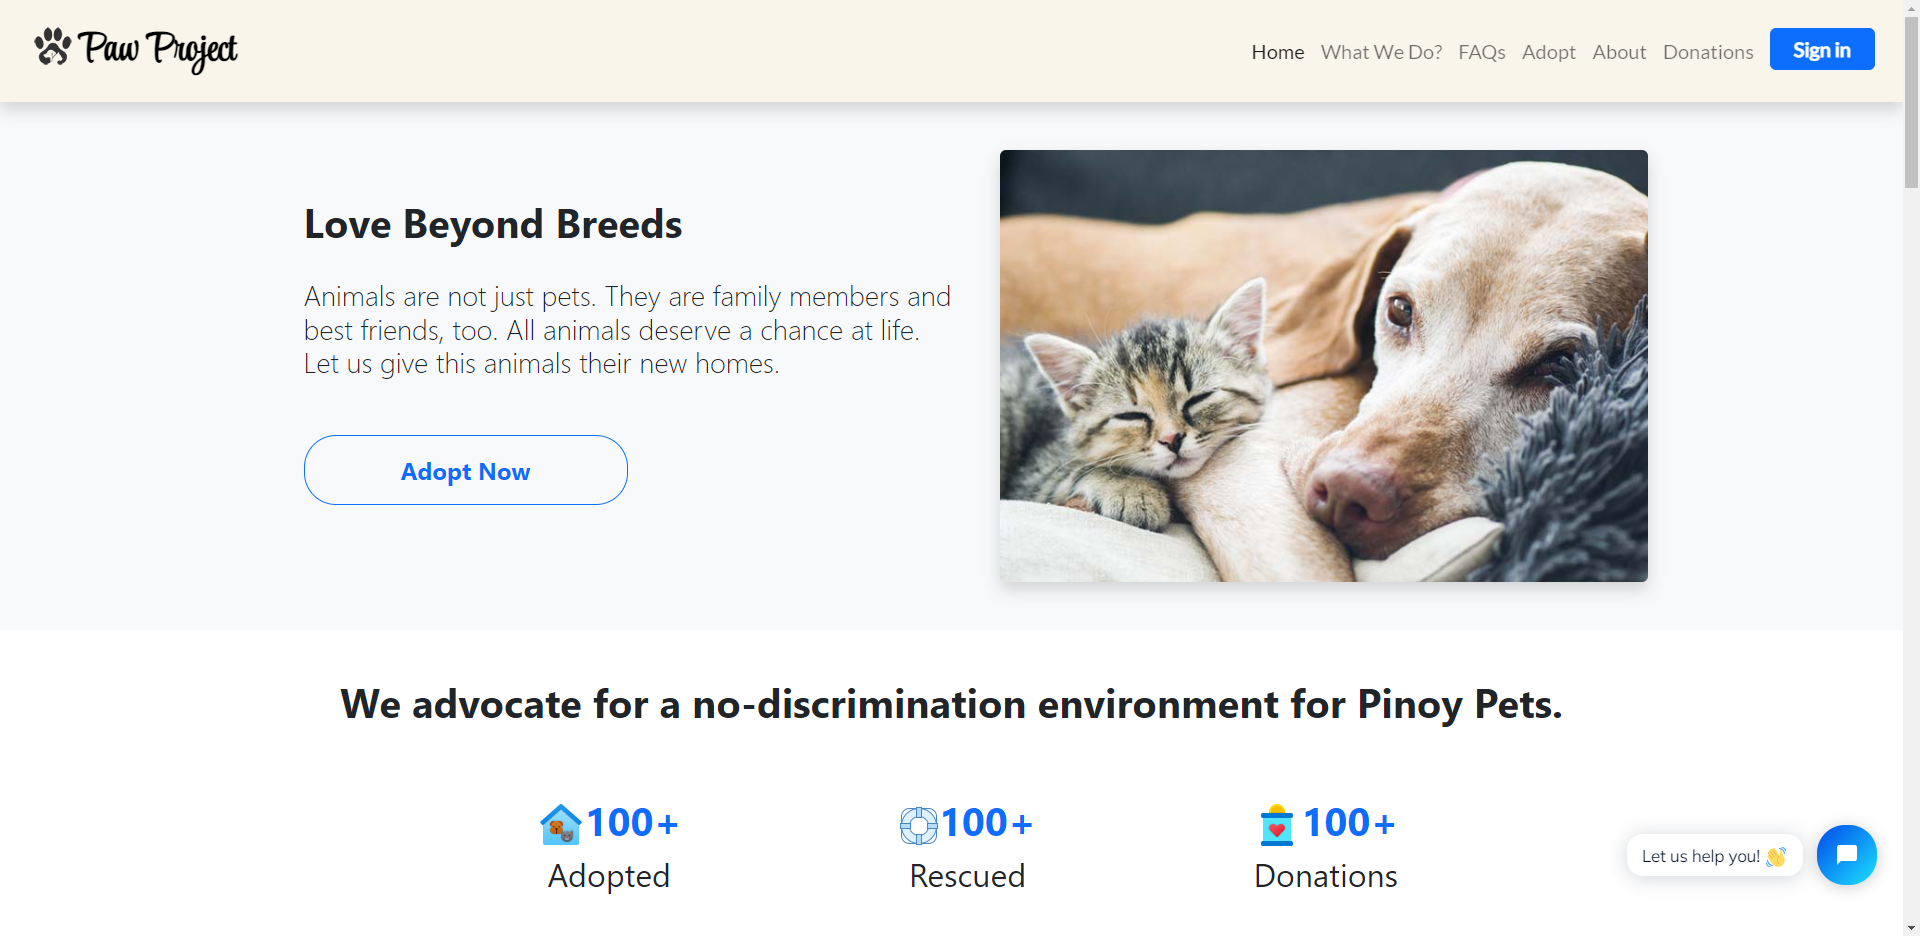 Paw Project
Home What We Do? FAQs Adopt About Donations Sign in
Love Beyond Breeds
Animals are not just pets. They are family members and
best friends, too. All animals deserve a chance at life.
Let us give this animals their new homes.
Adopt Now
We advocate for a no-discrimination environment for Pinoy Pets.
100+ 100+ 100+
Adopted Rescued Donations
Let us help you! 👋